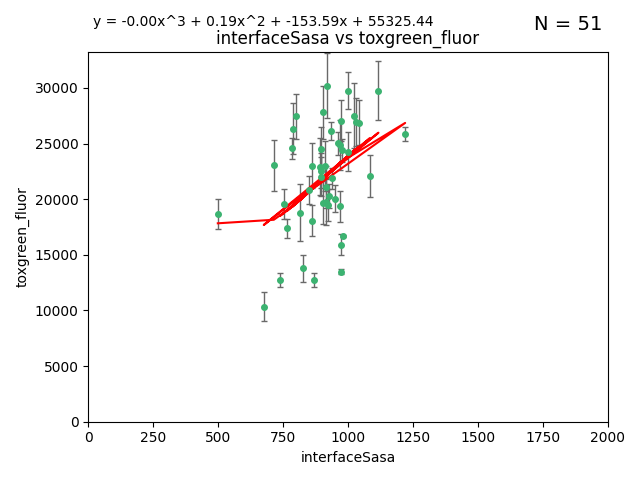 y = -0.00x^3 + 0.19x^2 + -153.59x + 55325.44
N = 51
interfaceSasa vs toxgreen_fluor
30000
25000
20000
15000
10000
5000
0
toxgreen_fluor
0 250 500 750 1000 1250 1500 1750 2000
interfaceSasa